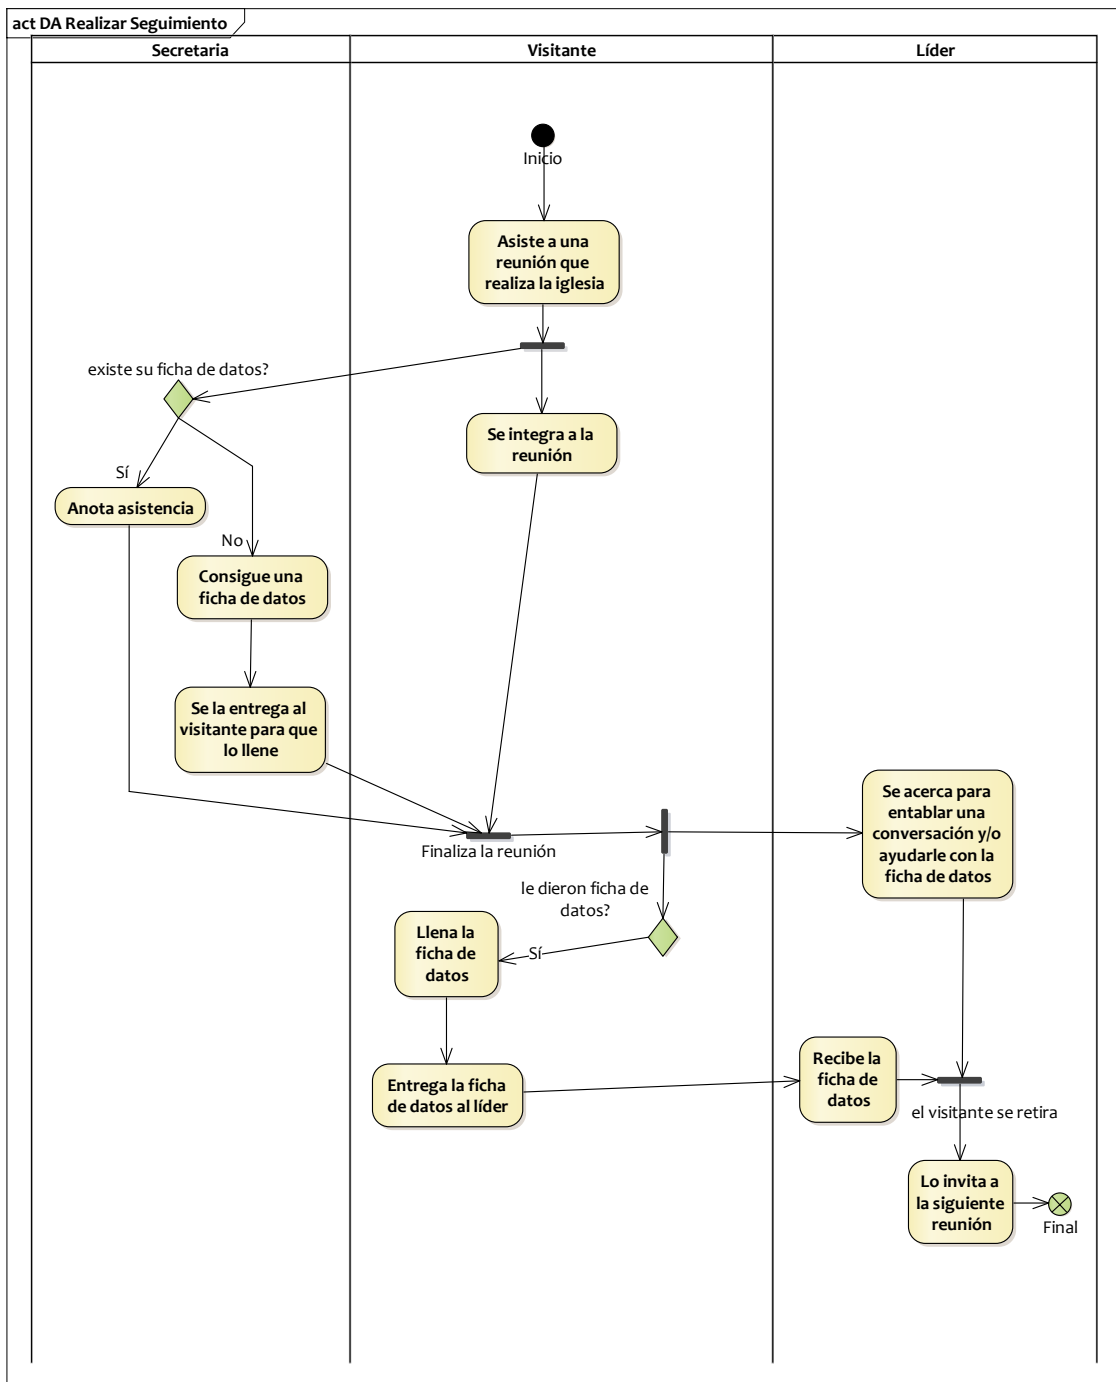 act DA Realizar Seguimiento
Secretaria
Visitante
Líder
Inicio
Asiste a una
reunión que
realiza la iglesia
existe su ficha de datos?
Se integra a la
reunión
Sí
Anota asistencia
No
Consigue una
ficha de datos
Se la entrega al
visitante para que
lo llene
Finaliza la reunión
Se acerca para
entablar una
conversación y/o
ayudarle con la
ficha de datos
le dieron ficha de
datos?
Sí
Llena la
ficha de
datos
Entrega la ficha
de datos al líder
Recibe la
ficha de
datos
el visitante se retira
Lo invita a
la siguiente
reunión
Final